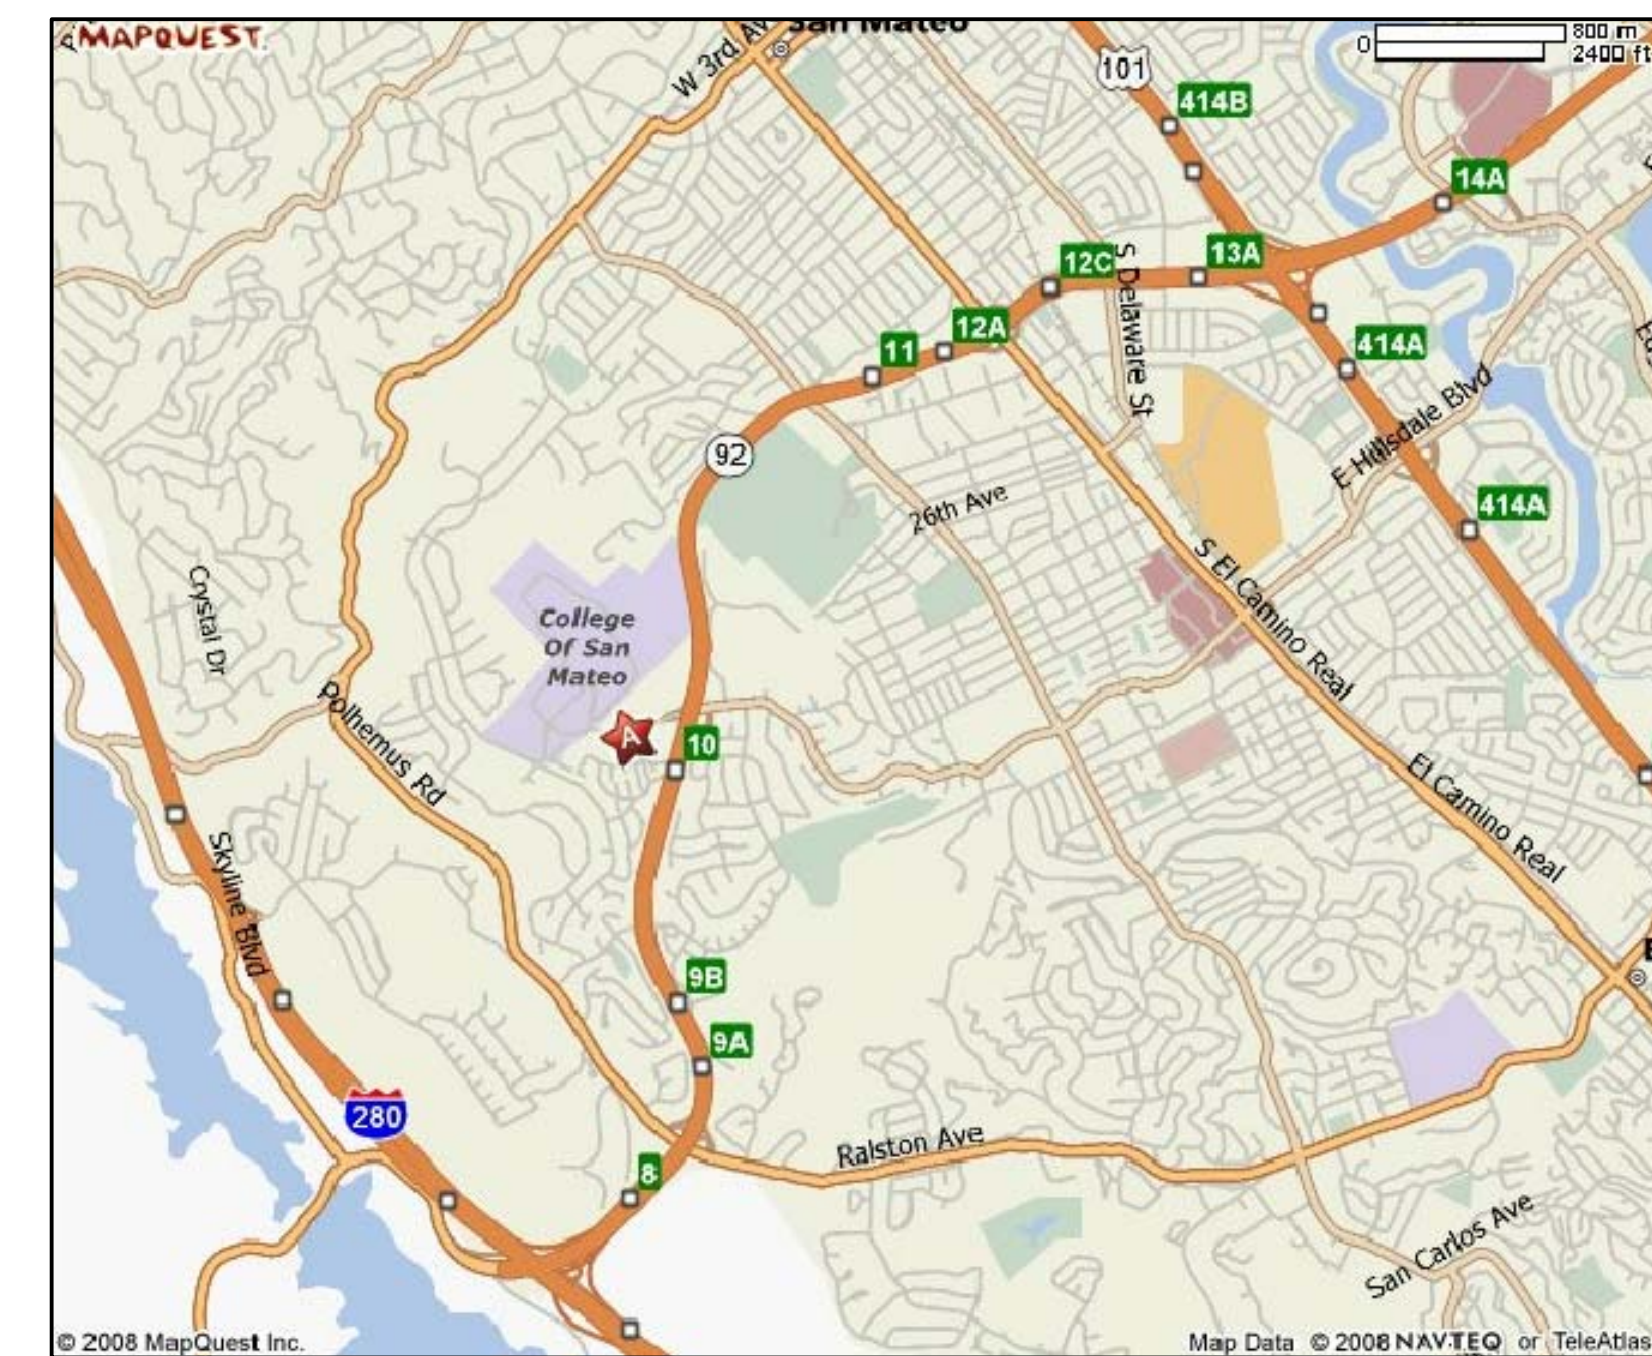 MAPQUEST.
San Mateo
W 3rd Av
101
0
800 m
2400 ft
414B
14A
13A
12C
S Delaware St
12A
11
414A
E Hillsdale Blvd
92
26th Ave
414A
S El Camino Real
Crystal Dr
College
Of San
Mateo
Polhemus Rd
A
10
El Camino Real
Skyline Blvd
9B
9A
280
Ralston Ave
8
San Carlos Ave
© 2008 MapQuest Inc.
Map Data © 2008 NAVTEQ or TeleAtlas